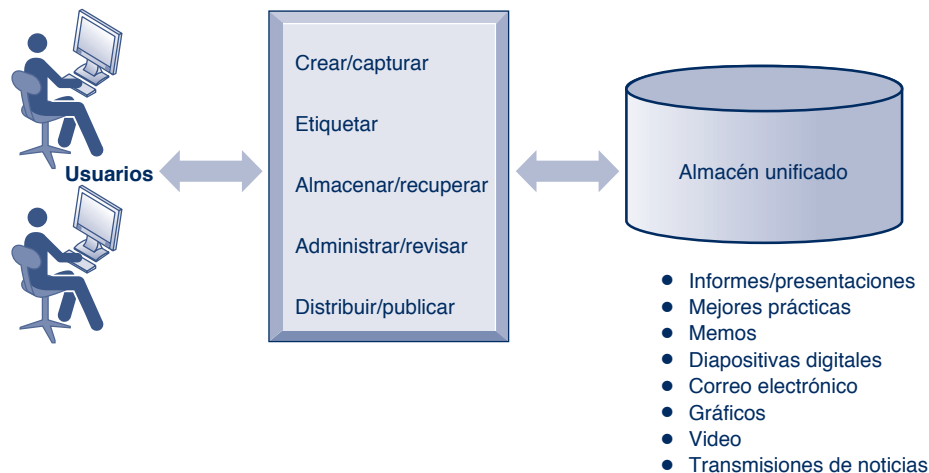 Usuarios
Crear/capturar
Etiquetar
Almacenar/recuperar
Administrar/revisar
Distribuir/publicar
Almacén unificado
Informes/presentaciones
Mejores prácticas
Memos
Diapositivas digitales
Correo electrónico
Gráficos
Video
Transmisiones de noticias